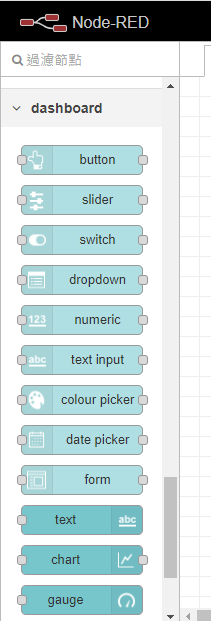 Node-RED
過濾節點
dashboard
button
slider
switch
dropdown
123 numeric
abc text input
colour picker
date picker
form
text abc
chart
gauge